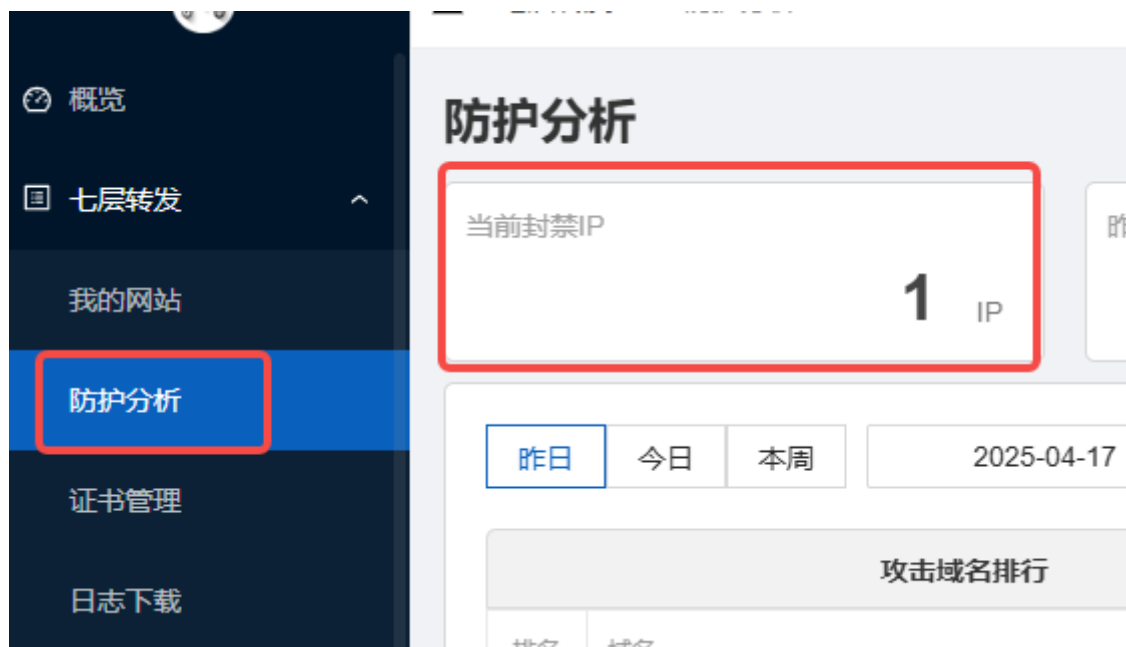 概览
七层转发
我的网站
防护分析
证书管理
日志下载
防护分析
当前封禁IP
1 IP
昨日 今日 本周 2025-04-17
攻击域名排行